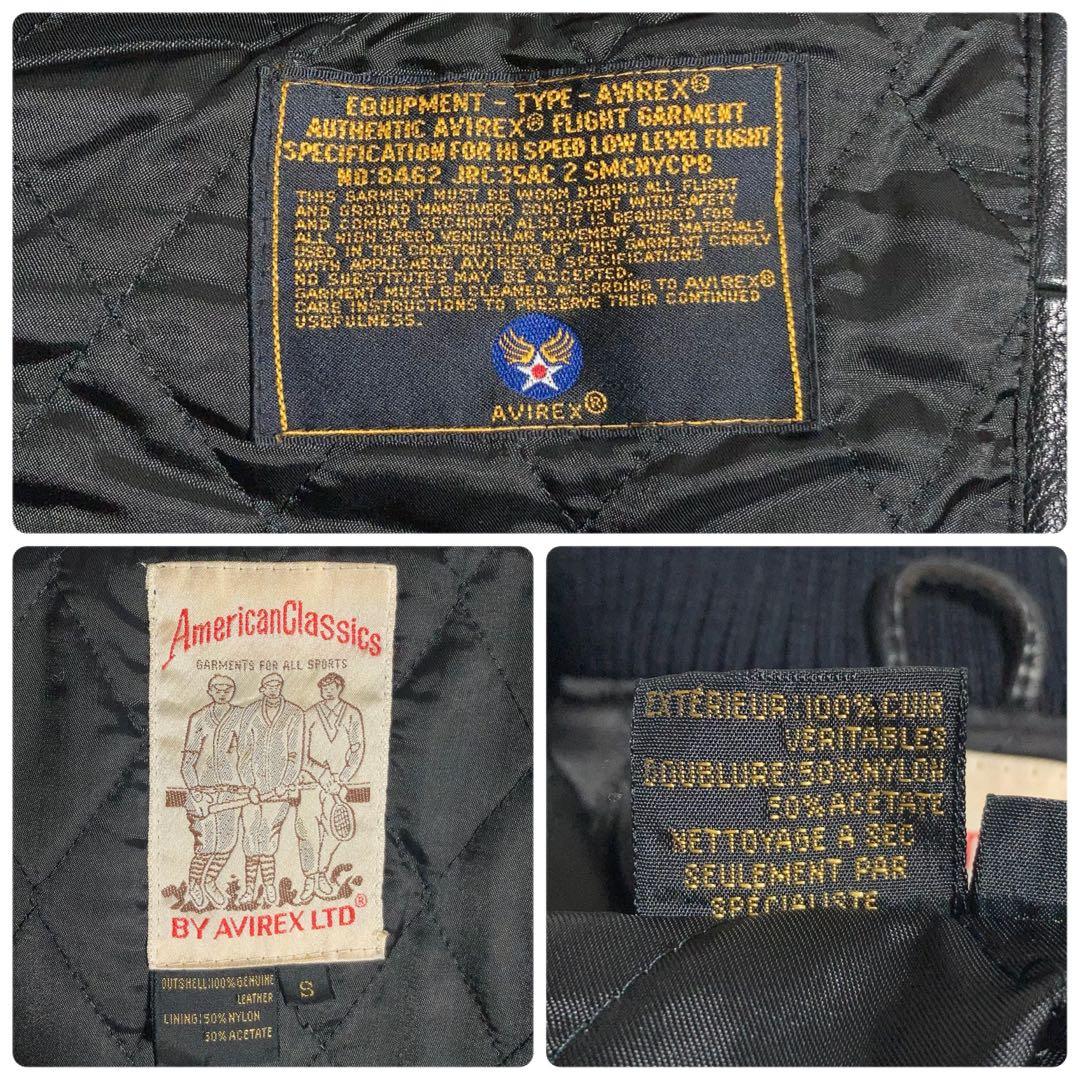 EQUIPMENT - TYPE - AVIREX®
AUTHENTIC AVIREX® FLIGHT GARMENT
SPECIFICATION FOR HI SPEED LOW LEVEL FLIGHT
NO:8462 JRC35AC 2 SMCNYCPB
THIS GARMENT MUST BE WORN DURING ALL FLIGHT
AND GROUND MANEUVERS, CONSISTENT WITH SAFETY
AND COMBAT SECURITY, ALSO IS REQUIRED FOR
ALL HIGH SPEED VEHICULAR MOVEMENT. THE MATERIALS
USED IN THE CONSTRUCTIONS OF THIS GARMENT COMPLY
WITH APPLICABLE AVIREX® SPECIFICATIONS
NO SUBSTITUTES MAY BE ACCEPTED.
GARMENT MUST BE CLEANED ACCORDING TO AVIREX®
CARE INSTRUCTIONS TO PRESERVE THEIR CONTINUED
USEFULNESS.
AVIREX®
AmericanClassics
GARMENTS FOR ALL SPORTS
BY AVIREX LTD®
OUTSHELL:100% GENUINE
LEATHER
LINING:50% NYLON
50% ACETATE
S
EXTÉRIEUR 100% CUIR
VERITABLES
DOUBLURE 50% NYLON
50% ACETATE
NETTOYAGE A SEC
SEULEMENT PAR
SPECIALISTE